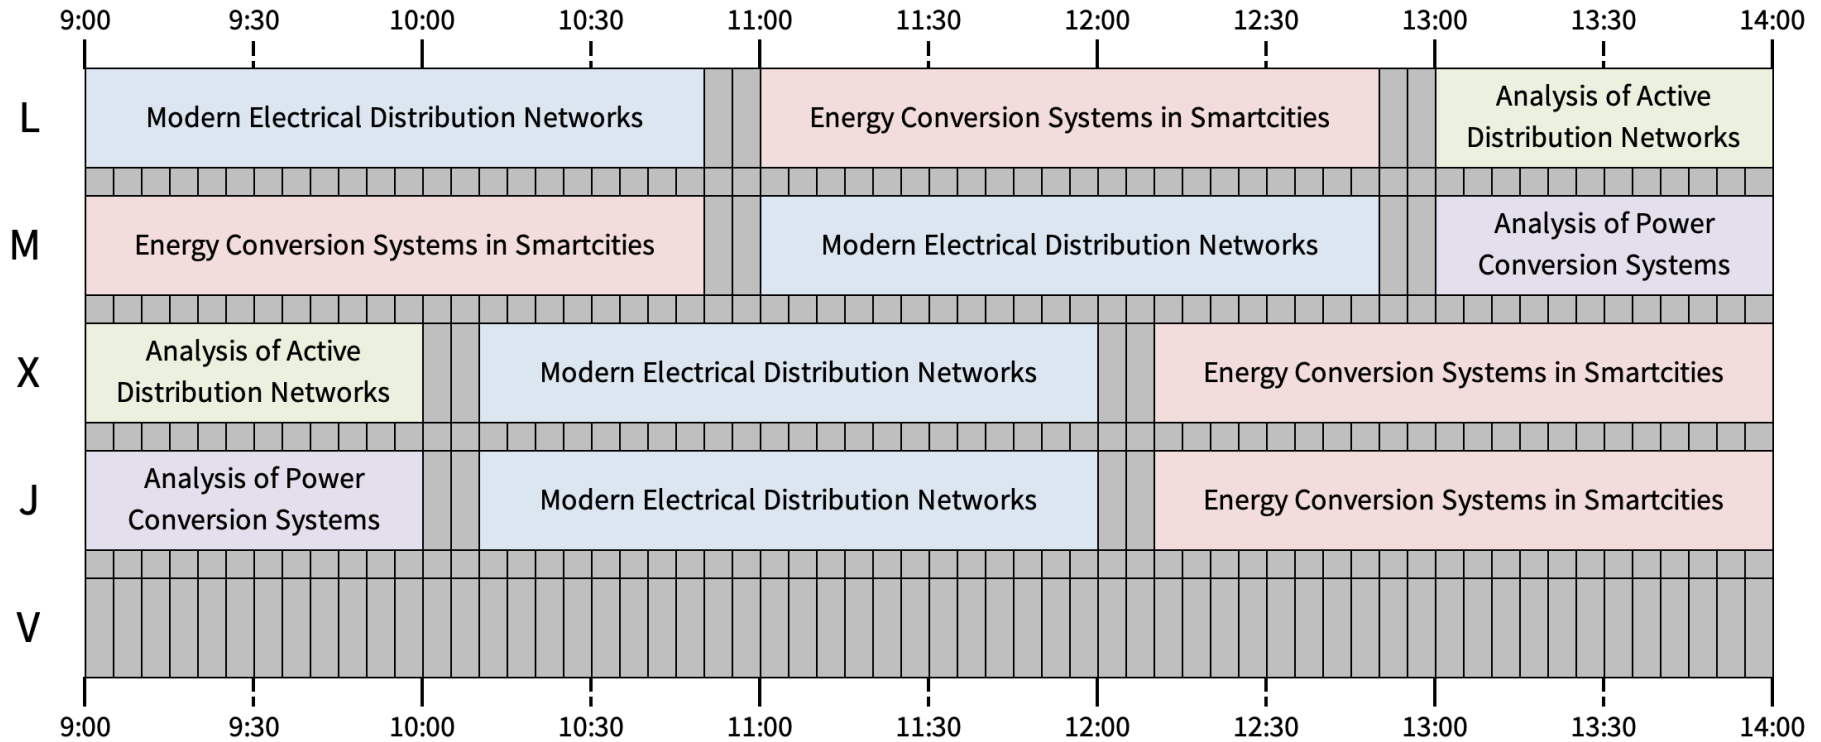 9:00 9:30 10:00 10:30 11:00 11:30 12:00 12:30 13:00 13:30 14:00
L
Modern Electrical Distribution Networks
Energy Conversion Systems in Smartcities
Analysis of Active
Distribution Networks
M
Energy Conversion Systems in Smartcities
Modern Electrical Distribution Networks
Analysis of Power
Conversion Systems
X
Analysis of Active
Distribution Networks
Modern Electrical Distribution Networks
Energy Conversion Systems in Smartcities
J
Analysis of Power
Conversion Systems
Modern Electrical Distribution Networks
Energy Conversion Systems in Smartcities
V
9:00 9:30 10:00 10:30 11:00 11:30 12:00 12:30 13:00 13:30 14:00